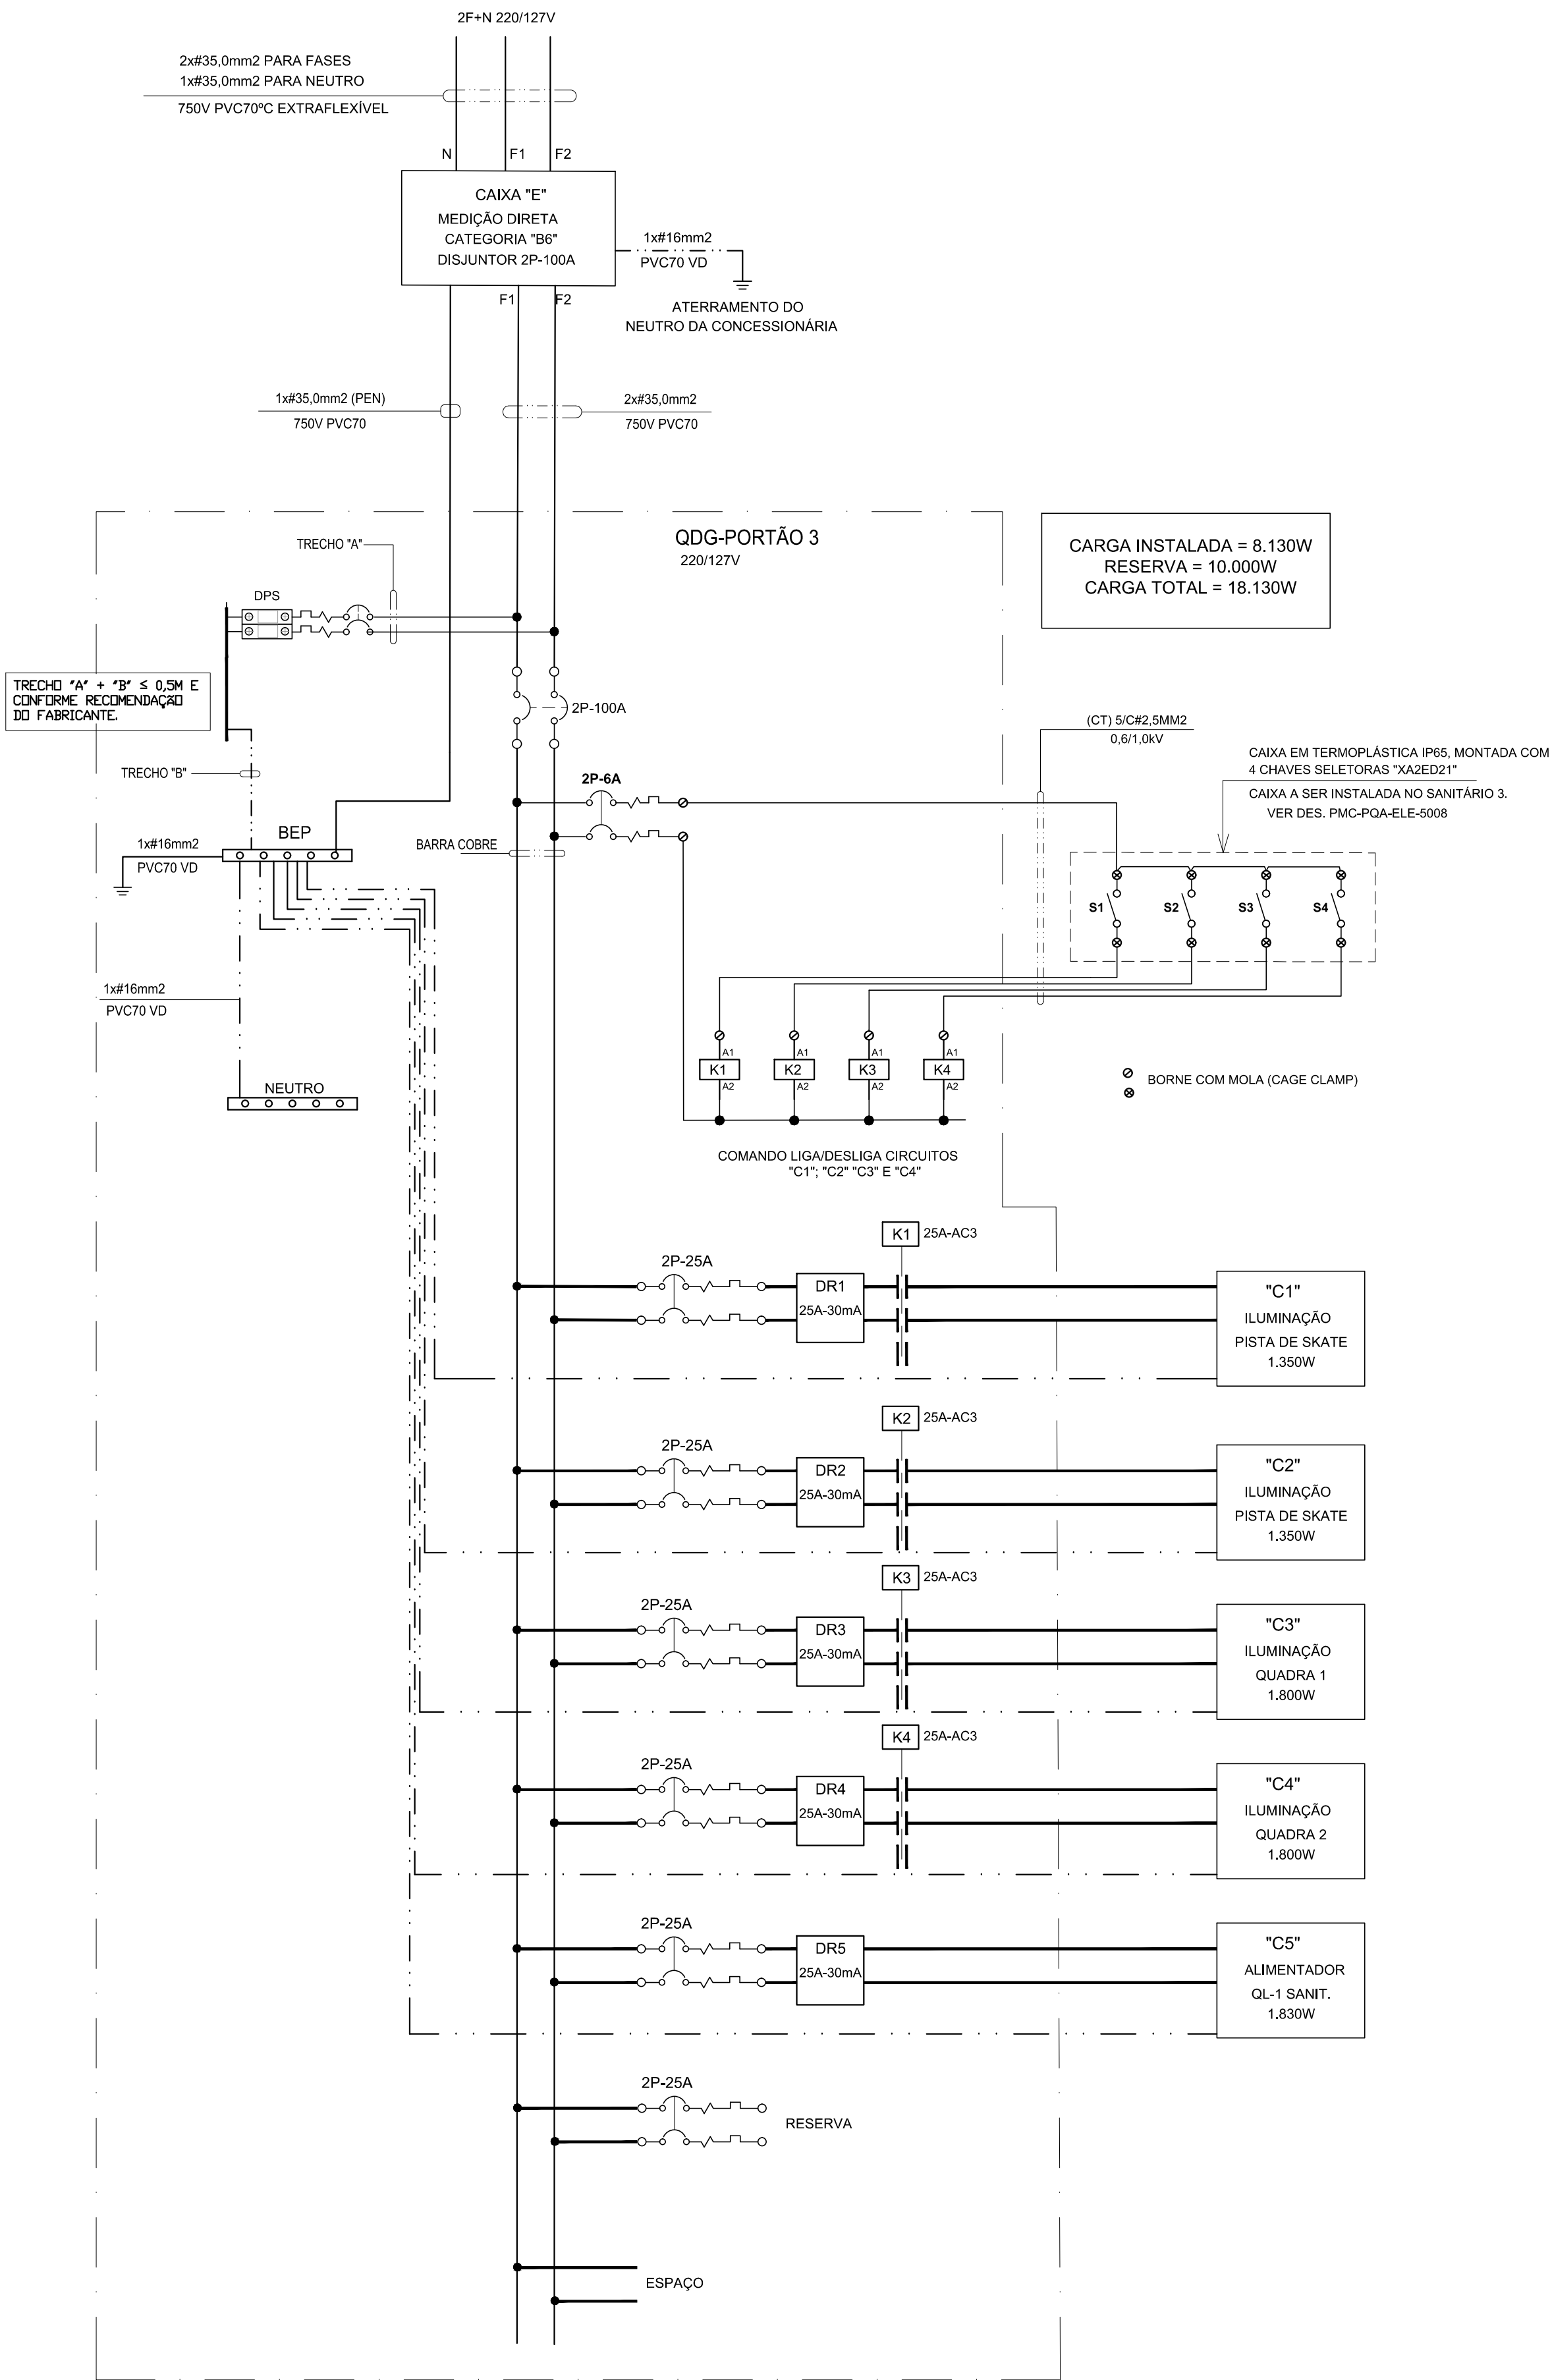 2F+N 220/127V
2x#35,0mm2 PARA FASES
1x#35,0mm2 PARA NEUTRO
750V PVC70ºC EXTRAFLEXÍVEL
N
F1
F2
CAIXA "E"
MEDIÇÃO DIRETA
CATEGORIA "B6"
DISJUNTOR 2P-100A
1x#16mm2
PVC70 VD
ATERRAMENTO DO
NEUTRO DA CONCESSIONÁRIA
F1
F2
1x#35,0mm2 (PEN)
750V PVC70
2x#35,0mm2
750V PVC70
QDG-PORTÃO 3
220/127V
CARGA INSTALADA = 8.130W
RESERVA = 10.000W
CARGA TOTAL = 18.130W
TRECHO "A"
DPS
TRECHO "A" + "B" ≤ 0,5M E
CONFORME RECOMENDAÇÃO
DO FABRICANTE.
2P-100A
TRECHO "B"
2P-6A
(CT) 5/C#2,5MM2
0,6/1,0kV
CAIXA EM TERMOPLÁSTICA IP65, MONTADA COM
4 CHAVES SELETORAS "XA2ED21"
CAIXA A SER INSTALADA NO SANITÁRIO 3.
VER DES. PMC-PQA-ELE-5008
BEP
1x#16mm2
PVC70 VD
BARRA COBRE
S1
S2
S3
S4
1x#16mm2
PVC70 VD
NEUTRO
A1
K1
A2
A1
K2
A2
A1
K3
A2
A1
K4
A2
BORNE COM MOLA (CAGE CLAMP)
COMANDO LIGA/DESLIGA CIRCUITOS
"C1"; "C2" "C3" E "C4"
K1 25A-AC3
2P-25A
DR1
25A-30mA
"C1"
ILUMINAÇÃO
PISTA DE SKATE
1.350W
K2 25A-AC3
2P-25A
DR2
25A-30mA
"C2"
ILUMINAÇÃO
PISTA DE SKATE
1.350W
K3 25A-AC3
2P-25A
DR3
25A-30mA
"C3"
ILUMINAÇÃO
QUADRA 1
1.800W
K4 25A-AC3
2P-25A
DR4
25A-30mA
"C4"
ILUMINAÇÃO
QUADRA 2
1.800W
2P-25A
DR5
25A-30mA
"C5"
ALIMENTADOR
QL-1 SANIT.
1.830W
2P-25A
RESERVA
ESPAÇO